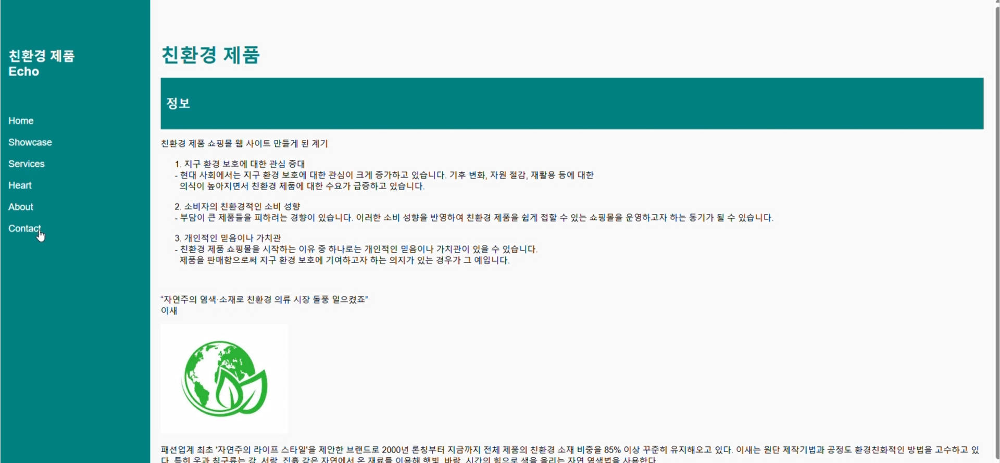 친환경 제품
Echo
Home
Showcase
Services
Heart
About
Contact
친환경 제품
정보
친환경 제품 쇼핑몰 웹 사이트 만들게 된 계기
1. 지구 환경 보호에 대한 관심 증대
- 현대 사회에서는 지구 환경 보호에 대한 관심이 크게 증가하고 있습니다. 기후 변화, 자원 절감, 재활용 등에 대한
의식이 높아지면서 친환경 제품에 대한 수요가 급증하고 있습니다.
2. 소비자의 친환경적인 소비 성향
- 부담이 큰 제품들을 피하려는 경향이 있습니다. 이러한 소비 성향을 반영하여 친환경 제품을 쉽게 접할 수 있는 쇼핑몰을 운영하고자 하는 동기가 될 수 있습니다.
3. 개인적인 믿음이나 가치관
- 친환경 제품 쇼핑몰을 시작하는 이유 중 하나로는 개인적인 믿음이나 가치관이 있을 수 있습니다.
제품을 판매함으로써 지구 환경 보호에 기여하고자 하는 의지가 있는 경우가 그 예입니다.
“자연주의 염색·소재로 친환경 의류 시장 돌풍 일으켰죠”
이새
패션업계 최초 '자연주의 라이프 스타일'을 제안한 브랜드로 2000년 론칭부터 지금까지 전체 제품의 친환경 소재 비중을 85% 이상 꾸준히 유지해오고 있다. 이새는 원단 제작기법과 공정도 환경친화적인 방법을 고수하고 있
다. 특히 옷과 침구류는 감, 서랑, 진흙 같은 자연에서 온 재료를 이용해 햇빛, 바람, 시간의 힘으로 색을 올리는 자연 염색법을 사용한다